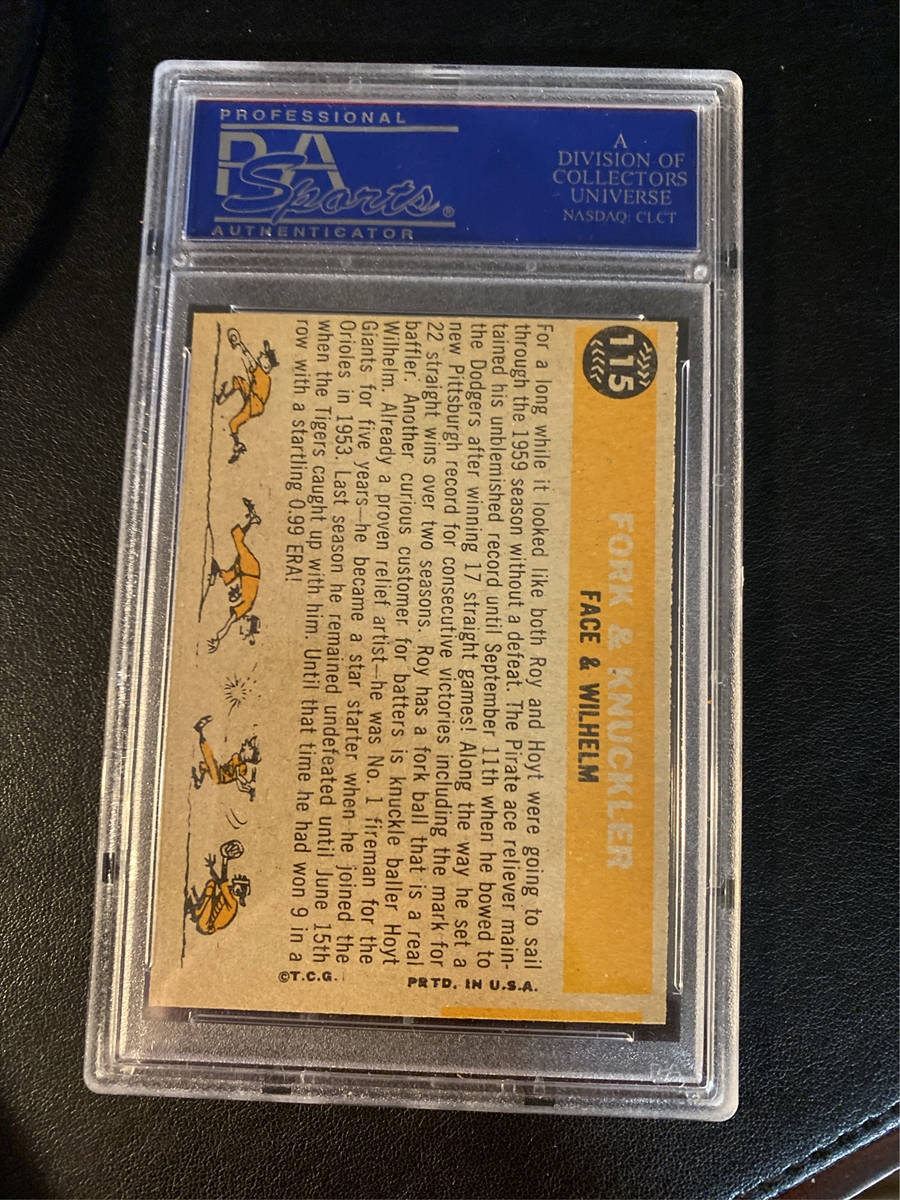 PROFESSIONAL
PSA
Sports®
AUTHENTICATOR
A
DIVISION OF
COLLECTORS
UNIVERSE
NASDAQ: CLCT
115
FORK & KNUCKLER
FACE & WILHELM
For a long while it looked like both Roy and Hoyt were going to sail
through the 1959 season without a defeat. The Pirate ace reliever main-
tained his unblemished record until September 11th when he bowed to
the Dodgers after winning 17 straight games! Along the way he set a
new Pittsburgh record for consecutive victories including the mark for
22 straight wins over two seasons. Roy has a fork ball that is a real
baffler. Another curious customer for batters is knuckle baller Hoyt
Wilhelm. Already a proven relief artist—he was No. 1 fireman for the
Giants for five years—he became a star starter when he joined the
Orioles in 1953. Last season he remained undefeated until June 15th
when the Tigers caught up with him. Until that time he had won 9 in a
row with a startling 0.99 ERA!
©T.C.G.
PRTD. IN U.S.A.